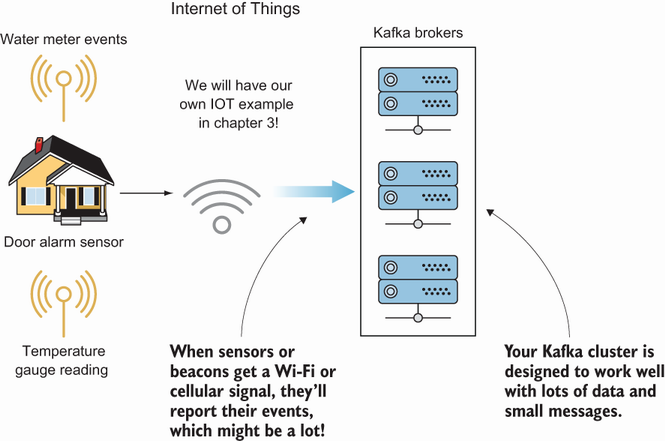 Internet of Things
Water meter events
Kafka brokers
We will have our
own IOT example
in chapter 3!
Door alarm sensor
Temperature
gauge reading
When sensors or
beacons get a Wi-Fi or
cellular signal, they’ll
report their events,
which might be a lot!
Your Kafka cluster is
designed to work well
with lots of data and
small messages.